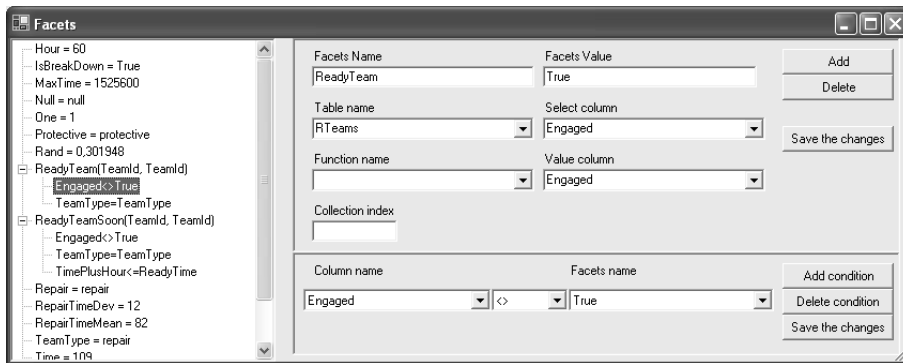 Facets
Hour = 60
IsBreakDown = True
MaxTime = 1525600
Null = null
One = 1
Protective = protective
Rand = 0,301948
ReadyTeam(TeamId, TeamId)
Engaged<>True
TeamType=TeamType
ReadyTeamSoon(TeamId, TeamId)
Engaged<>True
TeamType=TeamType
TimePlusHour<=ReadyTime
Repair = repair
RepairTimeDev = 12
RepairTimeMean = 82
TeamType = repair
Time = 109
Facets Name Facets Value
ReadyTeam True
Add
Delete
Table name Select column
RTeams Engaged
Save the changes
Function name Value column
Engaged
Collection index
Column name Facets name
Engaged <> True
Add condition
Delete condition
Save the changes